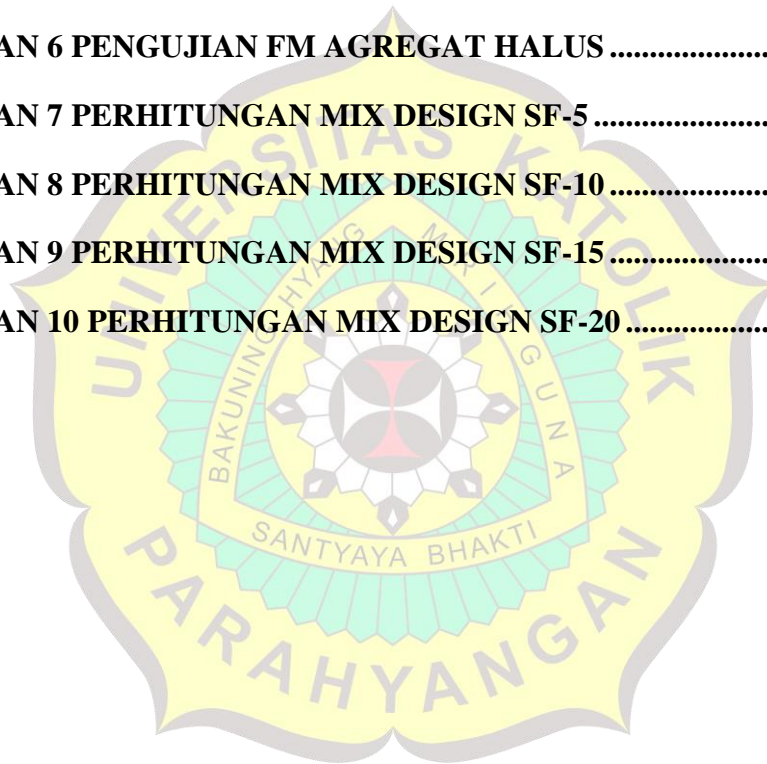 AN 6 PENGUJIAN FM AGREGAT HALUS .....................
AN 7 PERHITUNGAN MIX DESIGN SF-5 ......................
AN 8 PERHITUNGAN MIX DESIGN SF-10 ....................
AN 9 PERHITUNGAN MIX DESIGN SF-15 ....................
AN 10 PERHITUNGAN MIX DESIGN SF-20 ..................
UNIVERSITAS KATOLIK
PARAHYANGAN
BAKUNING HYANG MRIH GUNA
SANTYAYA BHAKTI